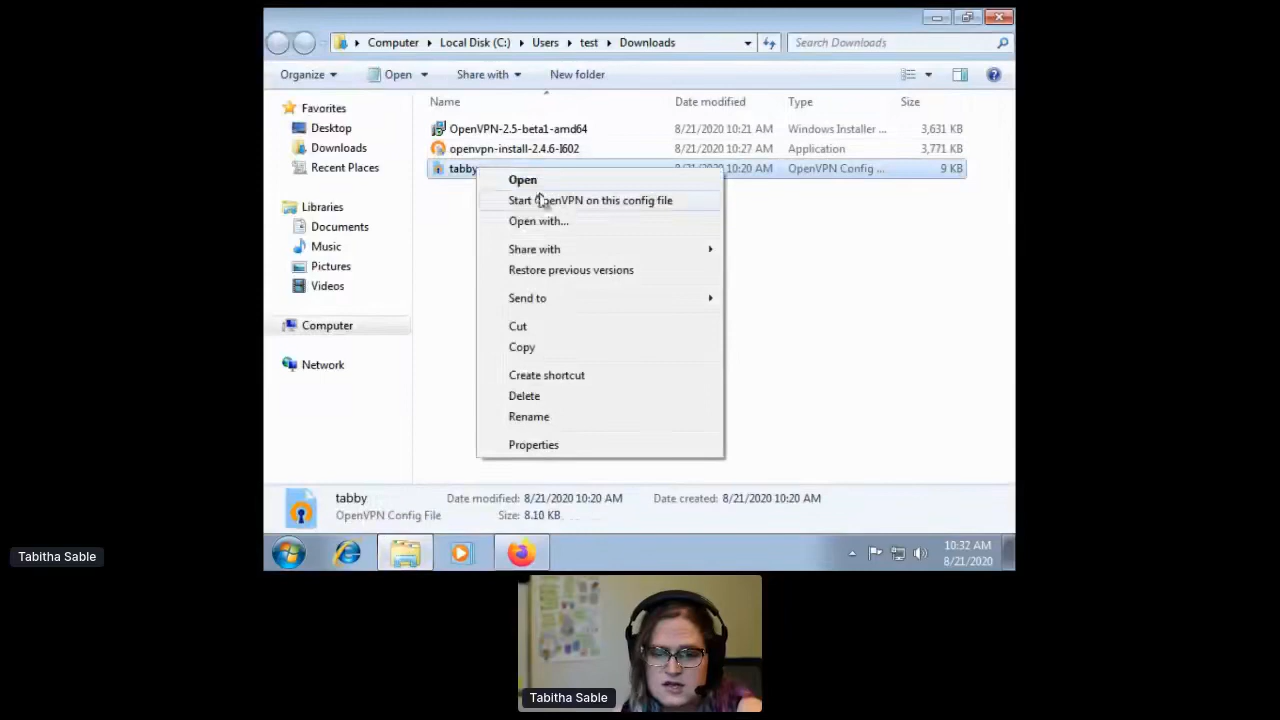 Computer Local Disk (C:) Users test Downloads
Search Downloads
Organize Open Share with New folder
Name Date modified Type Size
Favorites
Desktop
Downloads
Recent Places
Libraries
Documents
Music
Pictures
Videos
Computer
Network
OpenVPN-2.5-beta1-amd64 8/21/2020 10:21 AM Windows Installer ... 3,631 KB
openvpn-install-2.4.6-I602 8/21/2020 10:27 AM Application 3,771 KB
tabby 8/21/2020 10:20 AM OpenVPN Config ... 9 KB
Open
Start OpenVPN on this config file
Open with...
Share with
Restore previous versions
Send to
Cut
Copy
Create shortcut
Delete
Rename
Properties
tabby Date modified: 8/21/2020 10:20 AM Date created: 8/21/2020 10:20 AM
OpenVPN Config File Size: 8.10 KB
10:32 AM
8/21/2020
Tabitha Sable
Tabitha Sable